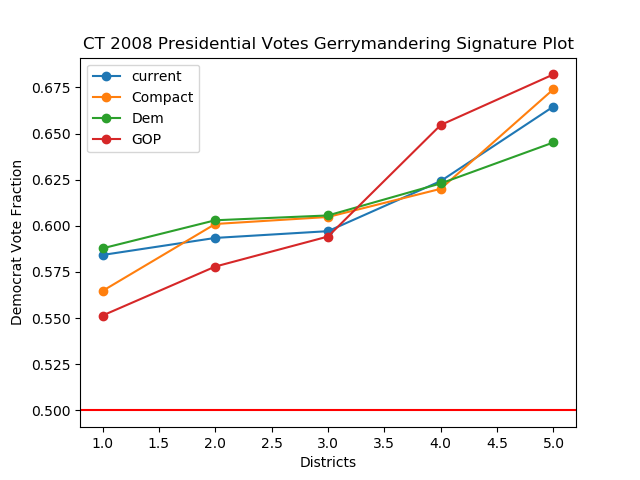 CT 2008 Presidential Votes Gerrymandering Signature Plot
current
Compact
Dem
GOP
Democrat Vote Fraction
0.675
0.650
0.625
0.600
0.575
0.550
0.525
0.500
1.0 1.5 2.0 2.5 3.0 3.5 4.0 4.5 5.0
Districts